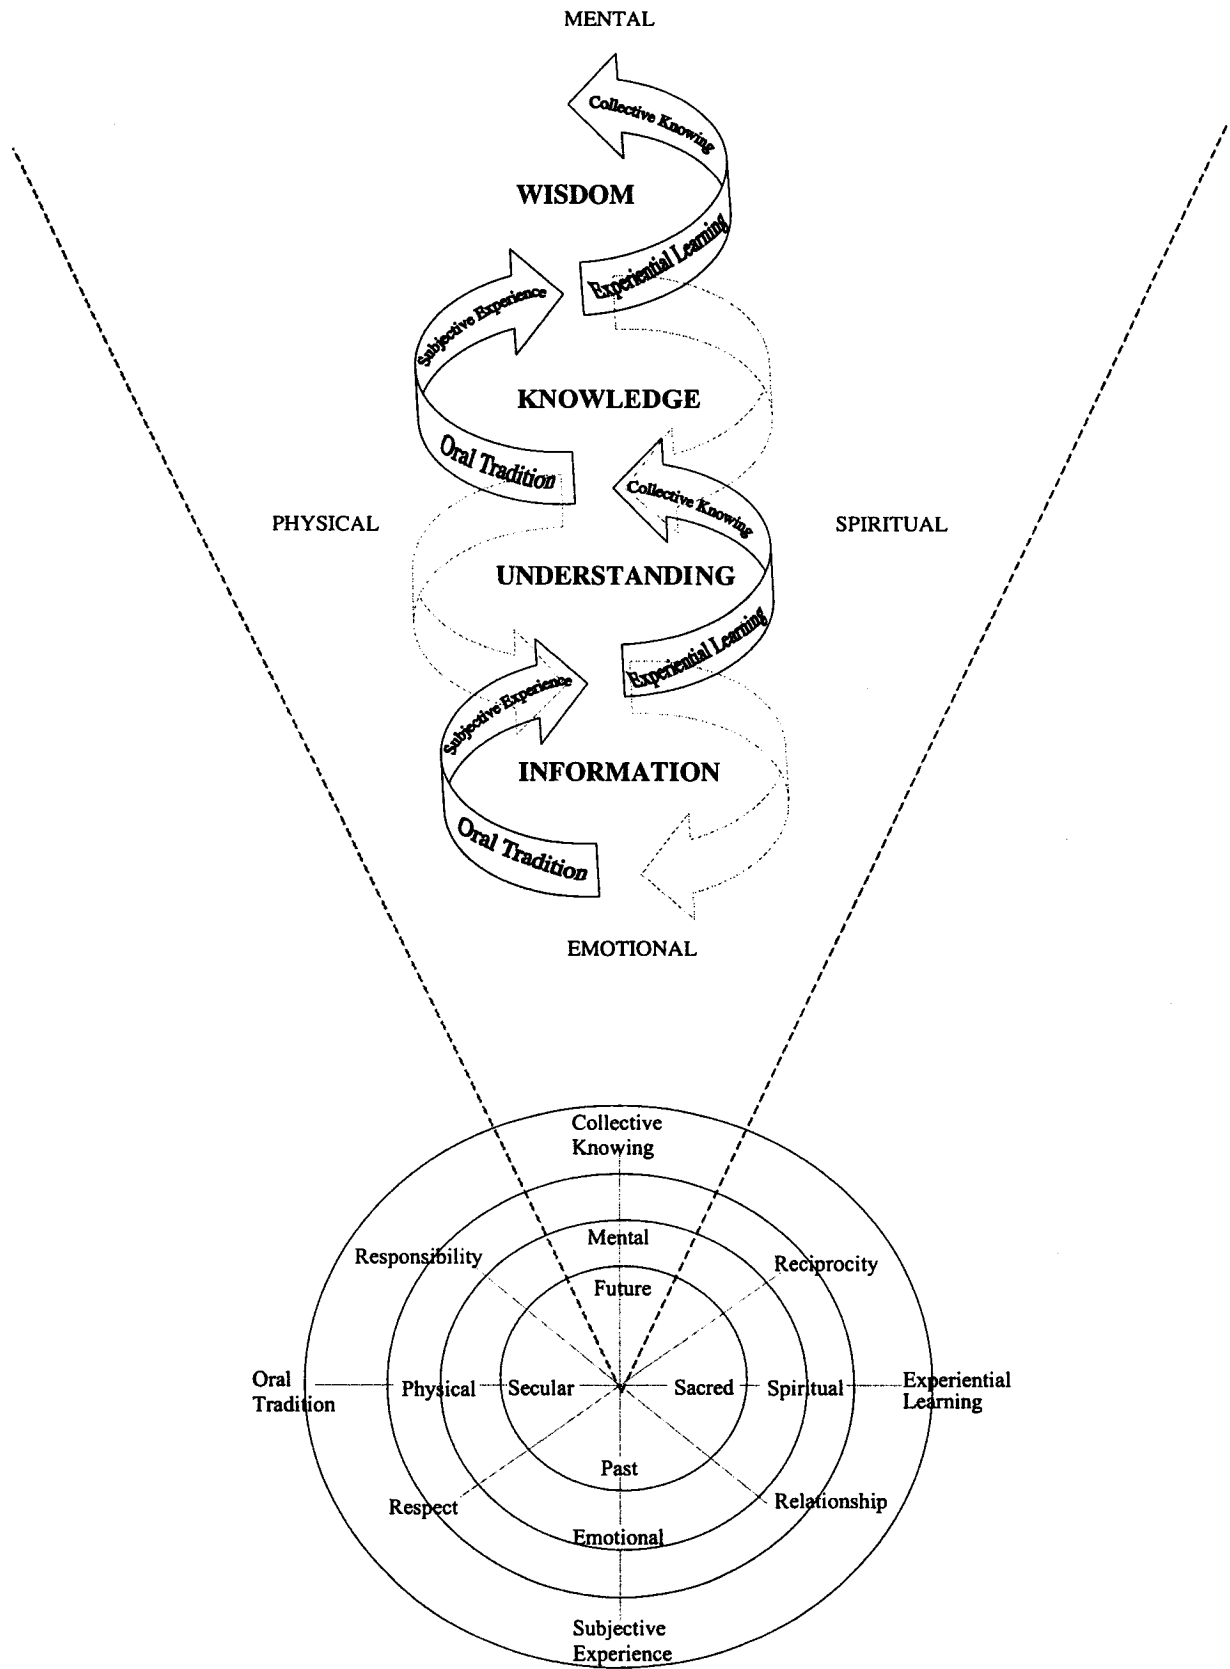 MENTAL
Collective Knowing
WISDOM
Experiential Learning
Subjective Experience
KNOWLEDGE
Oral Tradition
Collective Knowing
PHYSICAL
SPIRITUAL
UNDERSTANDING
Experiential Learning
Subjective Experience
INFORMATION
Oral Tradition
EMOTIONAL
Collective
Knowing
Mental
Responsibility
Reciprocity
Future
Oral
Tradition
Physical
Secular
Sacred
Spiritual
Experiential
Learning
Past
Respect
Relationship
Emotional
Subjective
Experience